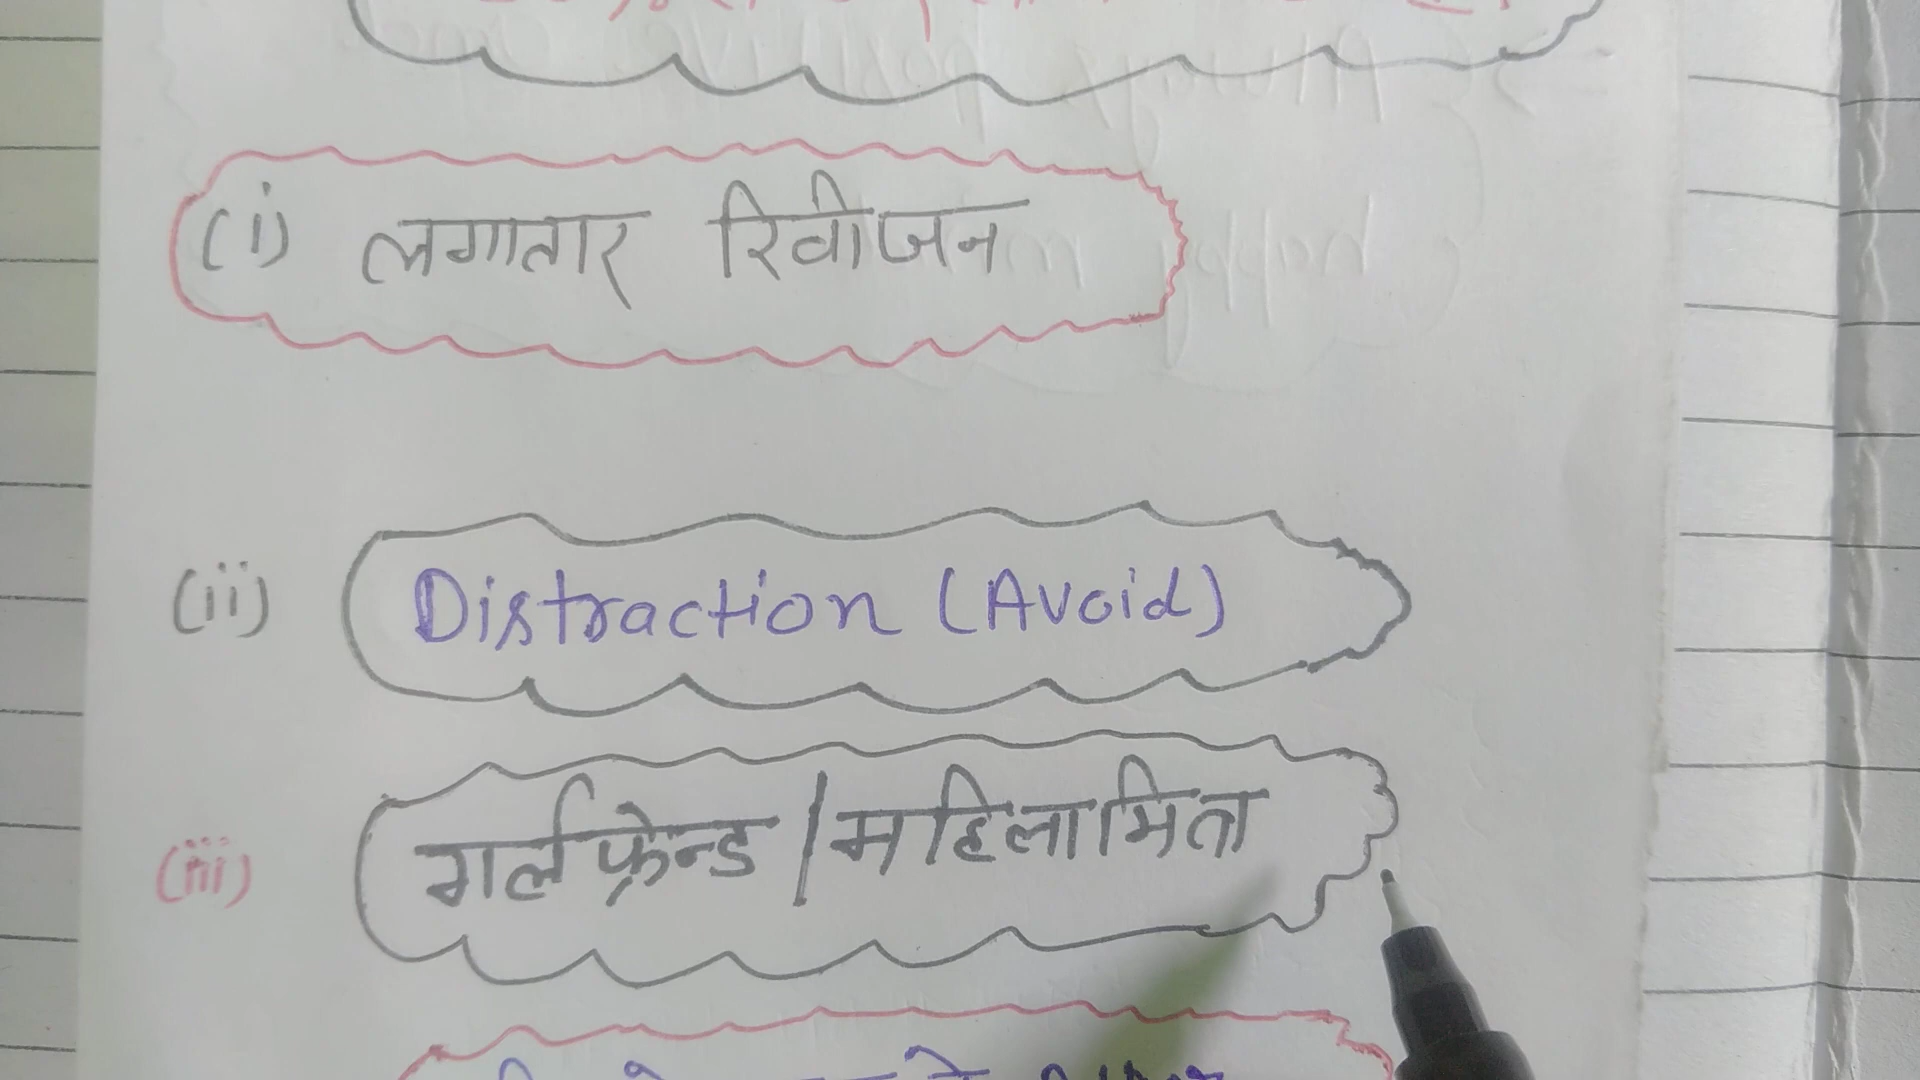 (i) लगातार रिवीजन
(ii) Distraction (Avoid)
(iii) गर्लफ्रेन्ड / महिलामित्र